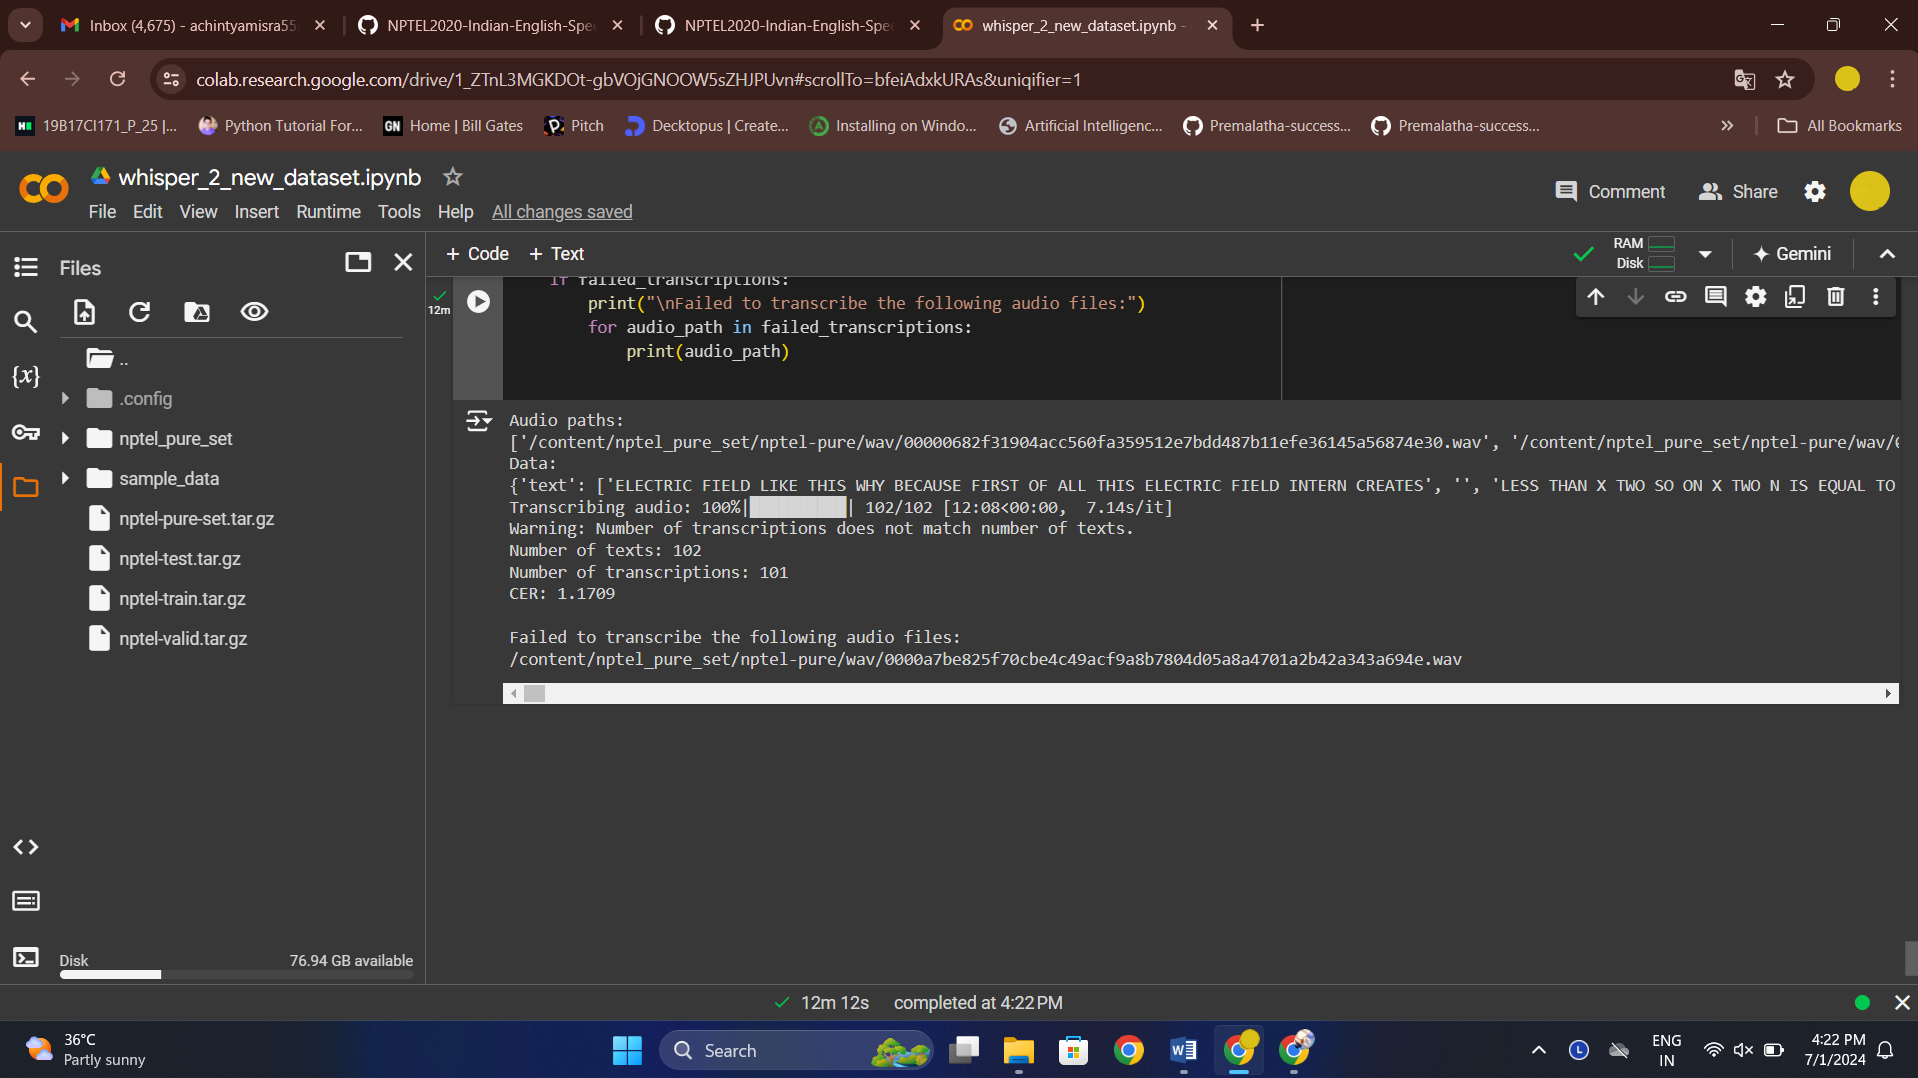 Inbox (4,675) - achintyamisra55
NPTEL2020-Indian-English-Spe
NPTEL2020-Indian-English-Spe
whisper_2_new_dataset.ipynb -
colab.research.google.com/drive/1_ZTnL3MGKDOt-gbVOjGNOOW5sZHJPUvn#scrollTo=bfeiAdxkURAs&uniqifier=1
19B17CI171_P_25 |...
Python Tutorial For...
GN Home | Bill Gates
Pitch
Decktopus | Create...
Installing on Windo...
Artificial Intelligenc...
Premalatha-success...
Premalatha-success...
All Bookmarks
whisper_2_new_dataset.ipynb
Comment
Share
File Edit View Insert Runtime Tools Help All changes saved
Files
+ Code + Text
RAM
Disk
Gemini
..
.config
nptel_pure_set
sample_data
nptel-pure-set.tar.gz
nptel-test.tar.gz
nptel-train.tar.gz
nptel-valid.tar.gz
Disk 76.94 GB available
12m
if failed_transcriptions:
print("\nFailed to transcribe the following audio files:")
for audio_path in failed_transcriptions:
print(audio_path)
Audio paths:
['/content/nptel_pure_set/nptel-pure/wav/00000682f31904acc560fa359512e7bdd487b11efe36145a56874e30.wav', '/content/nptel_pure_set/nptel-pure/wav/
Data:
{'text': ['ELECTRIC FIELD LIKE THIS WHY BECAUSE FIRST OF ALL THIS ELECTRIC FIELD INTERN CREATES', '', 'LESS THAN X TWO SO ON X TWO N IS EQUAL TO
Transcribing audio: 100%|██████████| 102/102 [12:08<00:00, 7.14s/it]
Warning: Number of transcriptions does not match number of texts.
Number of texts: 102
Number of transcriptions: 101
CER: 1.1709
Failed to transcribe the following audio files:
/content/nptel_pure_set/nptel-pure/wav/0000a7be825f70cbe4c49acf9a8b7804d05a8a4701a2b42a343a694e.wav
12m 12s completed at 4:22 PM
36°C
Partly sunny
Search
ENG
IN
4:22 PM
7/1/2024